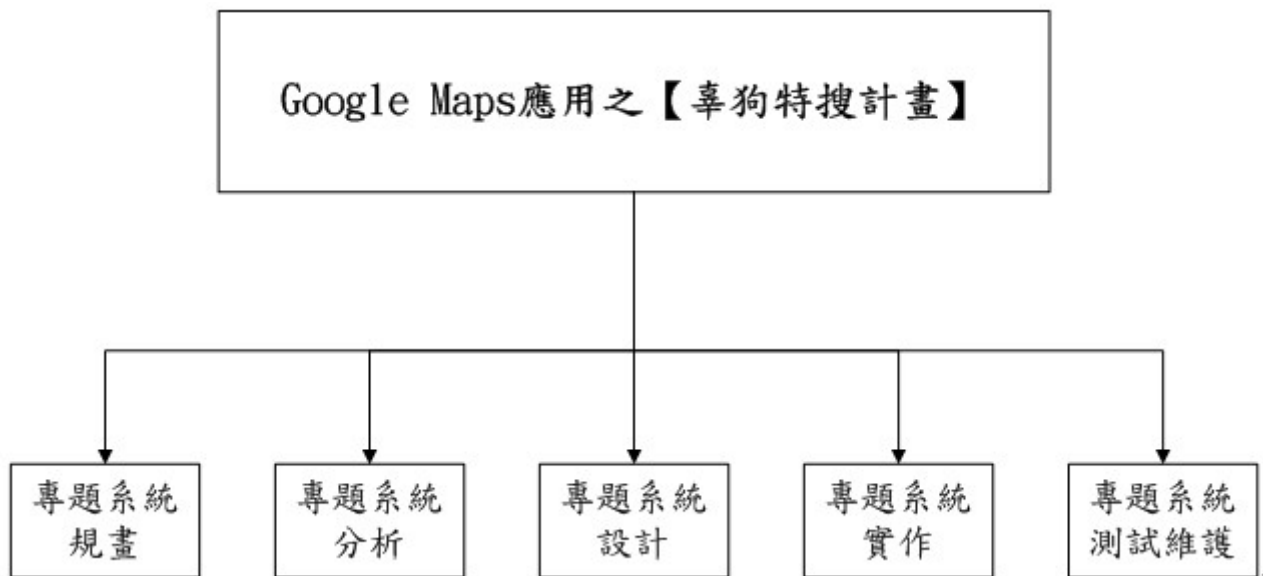 Google Maps應用之【辜狗特搜計畫】
專題系統
規畫
專題系統
分析
專題系統
設計
專題系統
實作
專題系統
測試維護